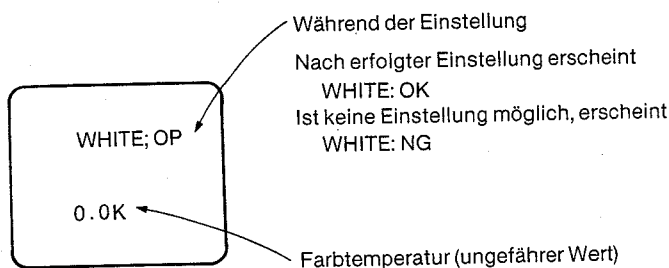 Während der Einstellung
Nach erfolgter Einstellung erscheint
WHITE: OK
Ist keine Einstellung möglich, erscheint
WHITE: NG
WHITE; OP
0.0K
Farbtemperatur (ungefährer Wert)